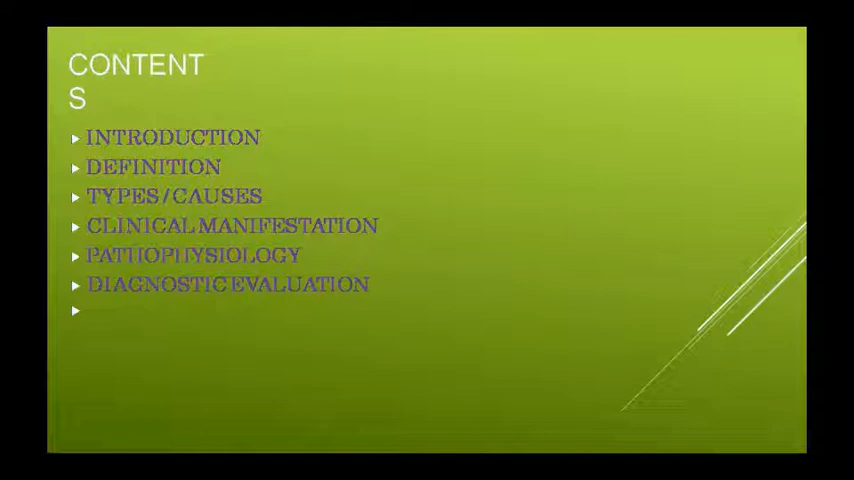 CONTENT
S
INTRODUCTION
DEFINITION
TYPES / CAUSES
CLINICAL MANIFESTATION
PATHOPHYSIOLOGY
DIAGNOSTIC EVALUATION